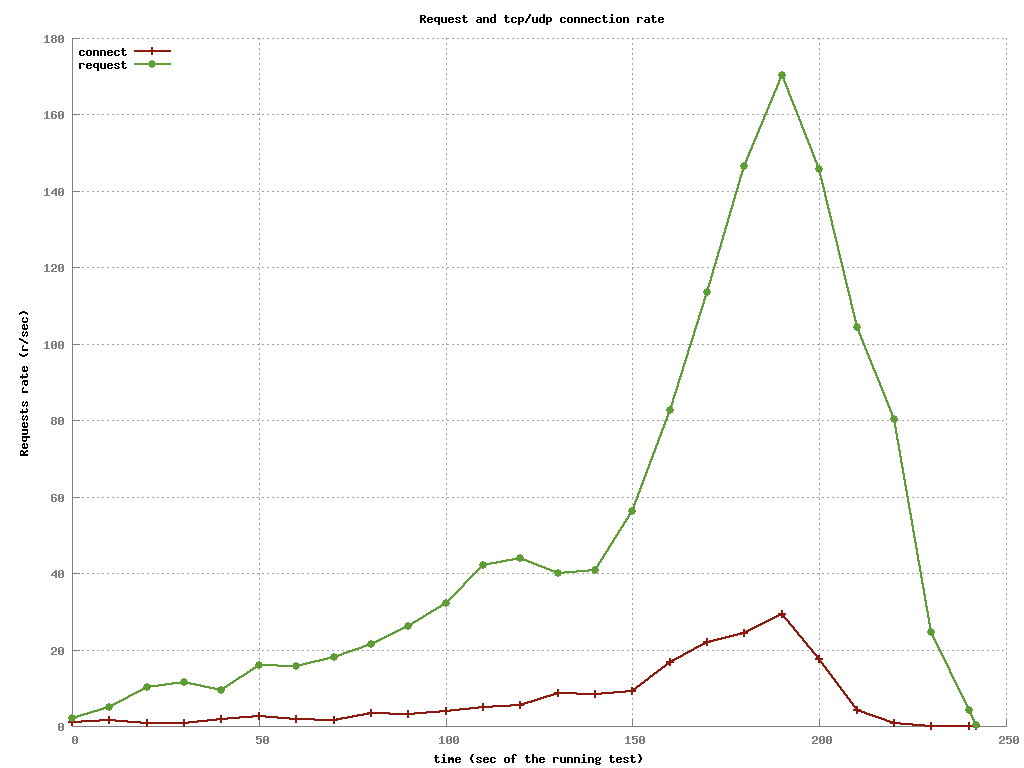 Request and tcp/udp connection rate
180
connect
request
160
140
120
100
80
60
40
20
0
Requests rate (r/sec)
0 50 100 150 200 250
time (sec of the running test)